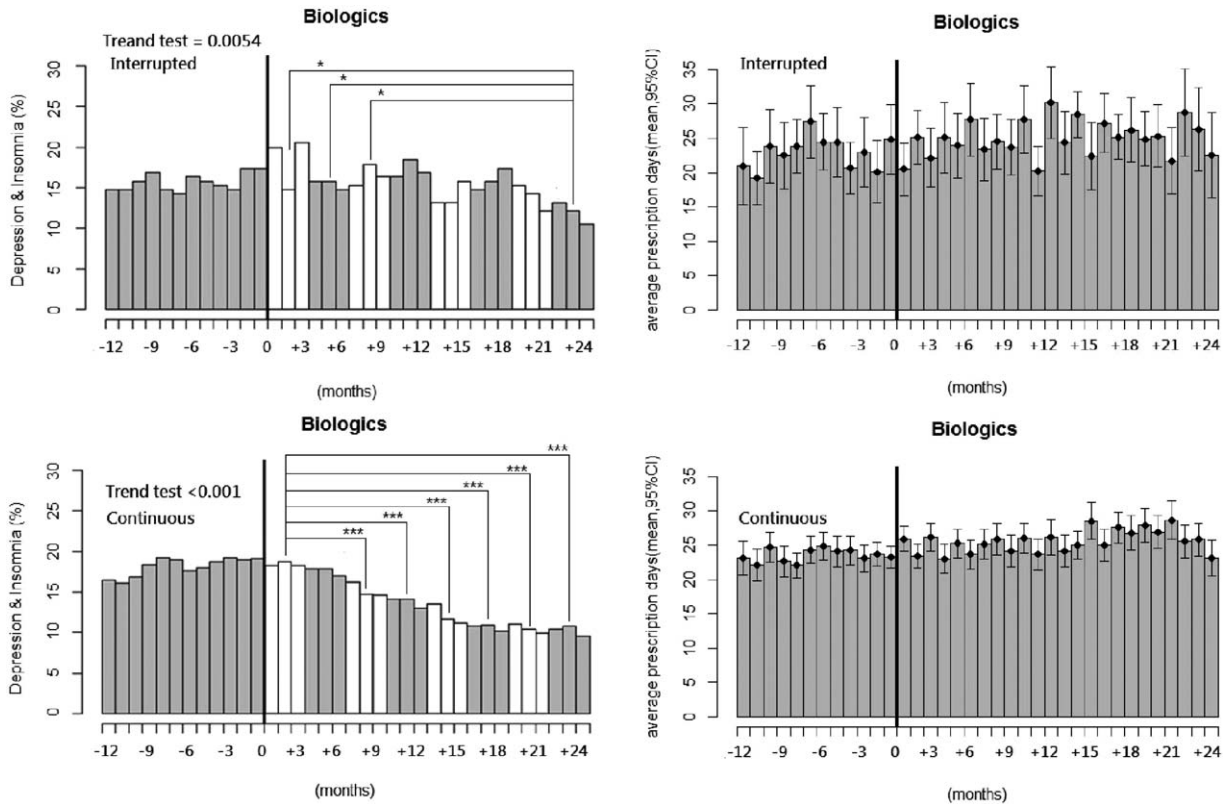 Biologics
Treand test = 0.0054
Interrupted
*
*
*
Depression & Insomnia (%)
30
25
20
15
10
5
0
-12 -9 -6 -3 0 +3 +6 +9 +12 +15 +18 +21 +24
(months)
Biologics
Interrupted
average prescription days(mean,95%CI)
35
30
25
20
15
10
5
0
-12 -9 -6 -3 0 +3 +6 +9 +12 +15 +18 +21 +24
(months)
Biologics
Trend test <0.001
Continuous
***
***
***
***
***
***
Depression & Insomnia (%)
30
25
20
15
10
5
0
-12 -9 -6 -3 0 +3 +6 +9 +12 +15 +18 +21 +24
(months)
Biologics
Continuous
average prescription days(mean,95%CI)
35
30
25
20
15
10
5
0
-12 -9 -6 -3 0 +3 +6 +9 +12 +15 +18 +21 +24
(months)